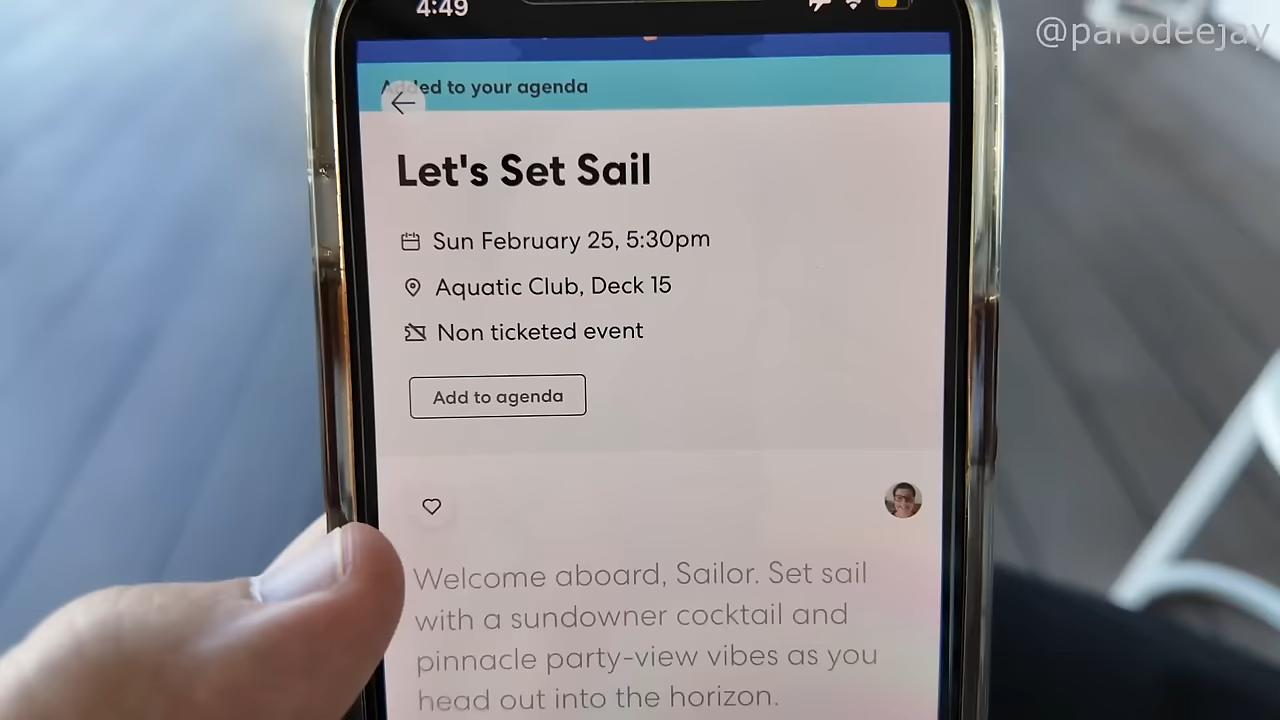 4:49
@parodeejay
Added to your agenda
Let's Set Sail
Sun February 25, 5:30pm
Aquatic Club, Deck 15
Non ticketed event
Add to agenda
Welcome aboard, Sailor. Set sail
with a sundowner cocktail and
pinnacle party-view vibes as you
head out into the horizon.